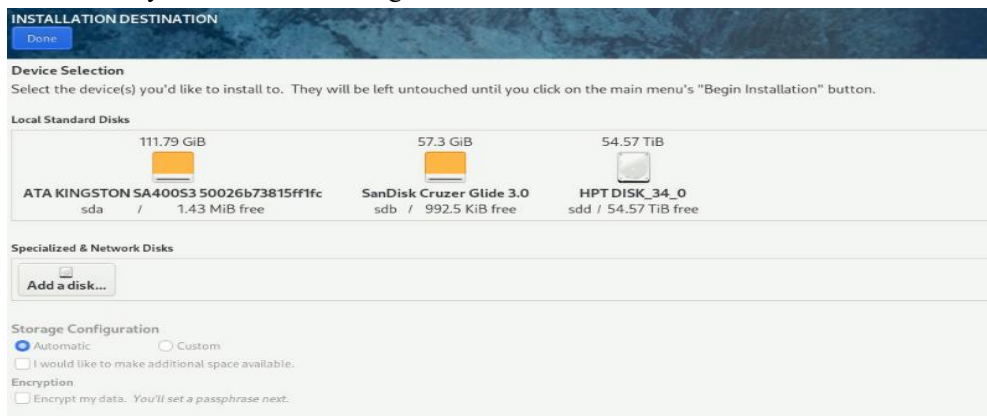 INSTALLATION DESTINATION
Done
Device Selection
Select the device(s) you'd like to install to. They will be left untouched until you click on the main menu's "Begin Installation" button.
Local Standard Disks
111.79 GiB 57.3 GiB 54.57 TiB
ATA KINGSTON SA400S3 50026b73815ff1fc SanDisk Cruzer Glide 3.0 HPT DISK_34_0
sda / 1.43 MiB free sdb / 992.5 KiB free sdd / 54.57 TiB free
Specialized & Network Disks
Add a disk...
Storage Configuration
Automatic Custom
I would like to make additional space available.
Encryption
Encrypt my data. You'll set a passphrase next.